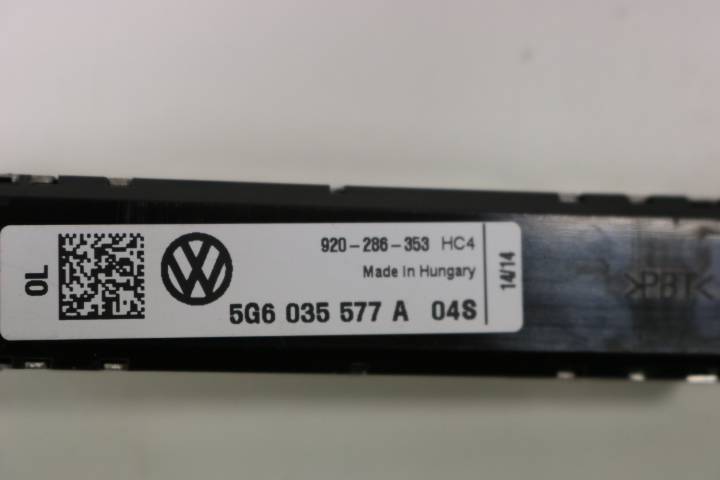 OL
920-286-353 HC4
Made in Hungary
5G6 035 577 A 04S
14/14
>PBT<